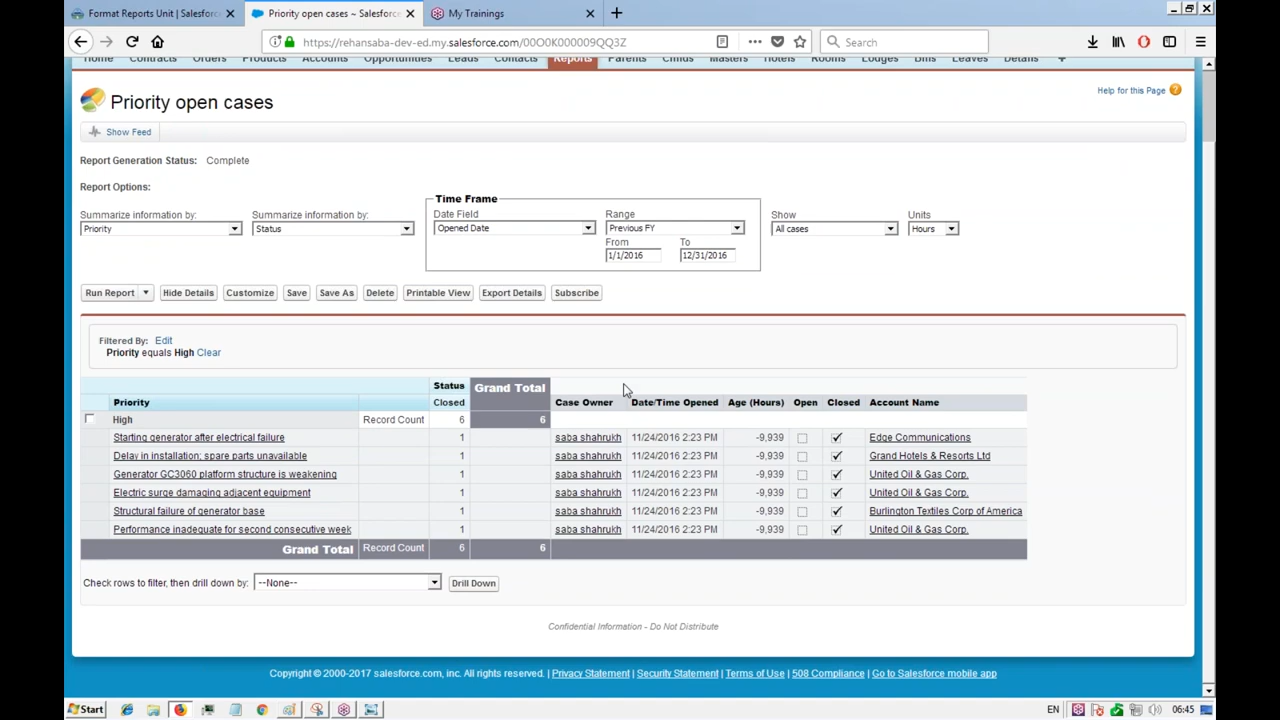 Format Reports Unit | Salesforc
Priority open cases ~ Salesforce
My Trainings
https://rehansaba-dev-ed.my.salesforce.com/00O0K000009QQ3Z
Search
Home Contracts Orders Products Accounts Opportunities Leads Contacts Reports Parents Childs Masters Hotels Rooms Lodges Bills Leaves Details +
Priority open cases
Help for this Page
Show Feed
Report Generation Status: Complete
Report Options:
Time Frame
Summarize information by: Summarize information by: Date Field Range Show Units
Priority Status Opened Date Previous FY All cases Hours
From To
1/1/2016 12/31/2016
Run Report Hide Details Customize Save Save As Delete Printable View Export Details Subscribe
Filtered By: Edit
Priority equals High Clear
Status Grand Total
Priority Closed Case Owner Date/Time Opened Age (Hours) Open Closed Account Name
High Record Count 6 6
Starting generator after electrical failure 1 saba shahrukh 11/24/2016 2:23 PM -9,939 Edge Communications
Delay in installation; spare parts unavailable 1 saba shahrukh 11/24/2016 2:23 PM -9,939 Grand Hotels & Resorts Ltd
Generator GC3060 platform structure is weakening 1 saba shahrukh 11/24/2016 2:23 PM -9,939 United Oil & Gas Corp.
Electric surge damaging adjacent equipment 1 saba shahrukh 11/24/2016 2:23 PM -9,939 United Oil & Gas Corp.
Structural failure of generator base 1 saba shahrukh 11/24/2016 2:23 PM -9,939 Burlington Textiles Corp of America
Performance inadequate for second consecutive week 1 saba shahrukh 11/24/2016 2:23 PM -9,939 United Oil & Gas Corp.
Grand Total Record Count 6 6
Check rows to filter, then drill down by: --None-- Drill Down
Confidential Information - Do Not Distribute
Copyright © 2000-2017 salesforce.com, inc. All rights reserved. | Privacy Statement | Security Statement | Terms of Use | 508 Compliance | Go to Salesforce mobile app
Start EN 06:45